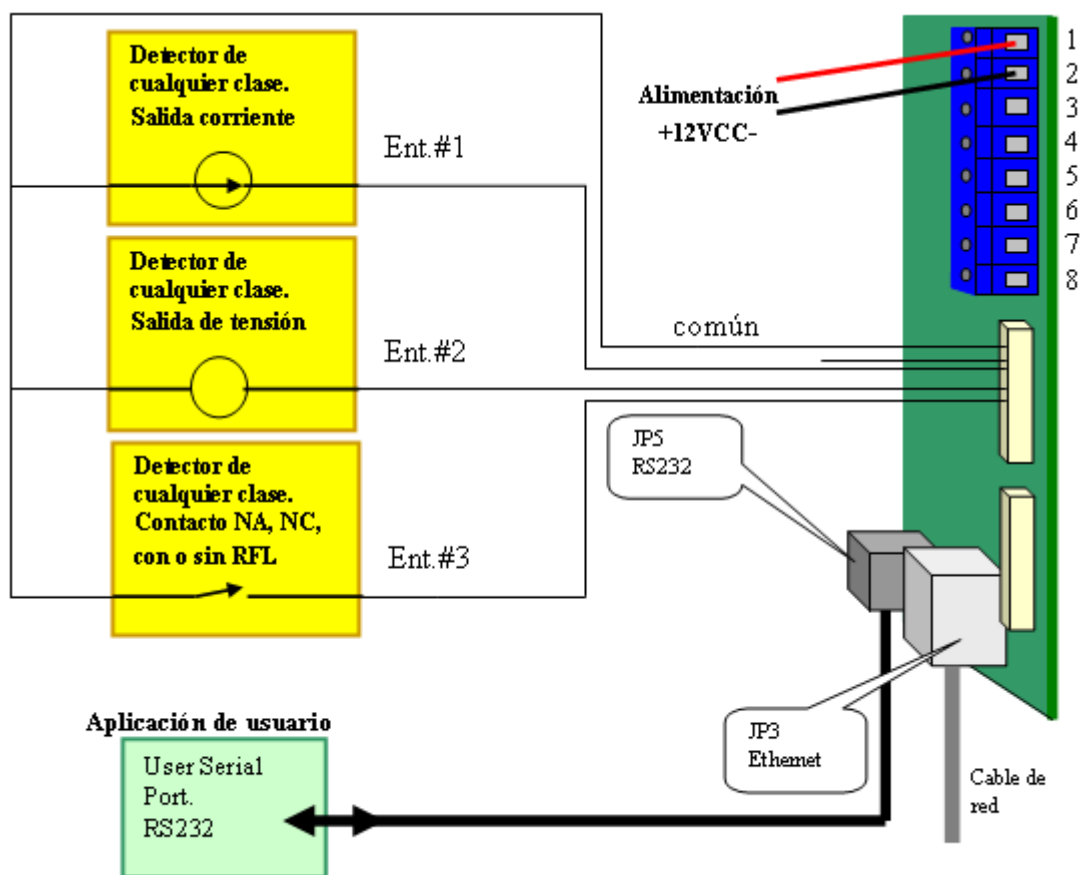 Detector de
cualquier clase.
Salida corriente
Ent.#1
Detector de
cualquier clase.
Salida de tensión
Ent.#2
Detector de
cualquier clase.
Contacto NA, NC,
con o sin RFL
Ent.#3
Alimentación
+12VCC-
1
2
3
4
5
6
7
8
común
JP5
RS232
JP3
Ethernet
Cable de
red
Aplicación de usuario
User Serial
Port.
RS232